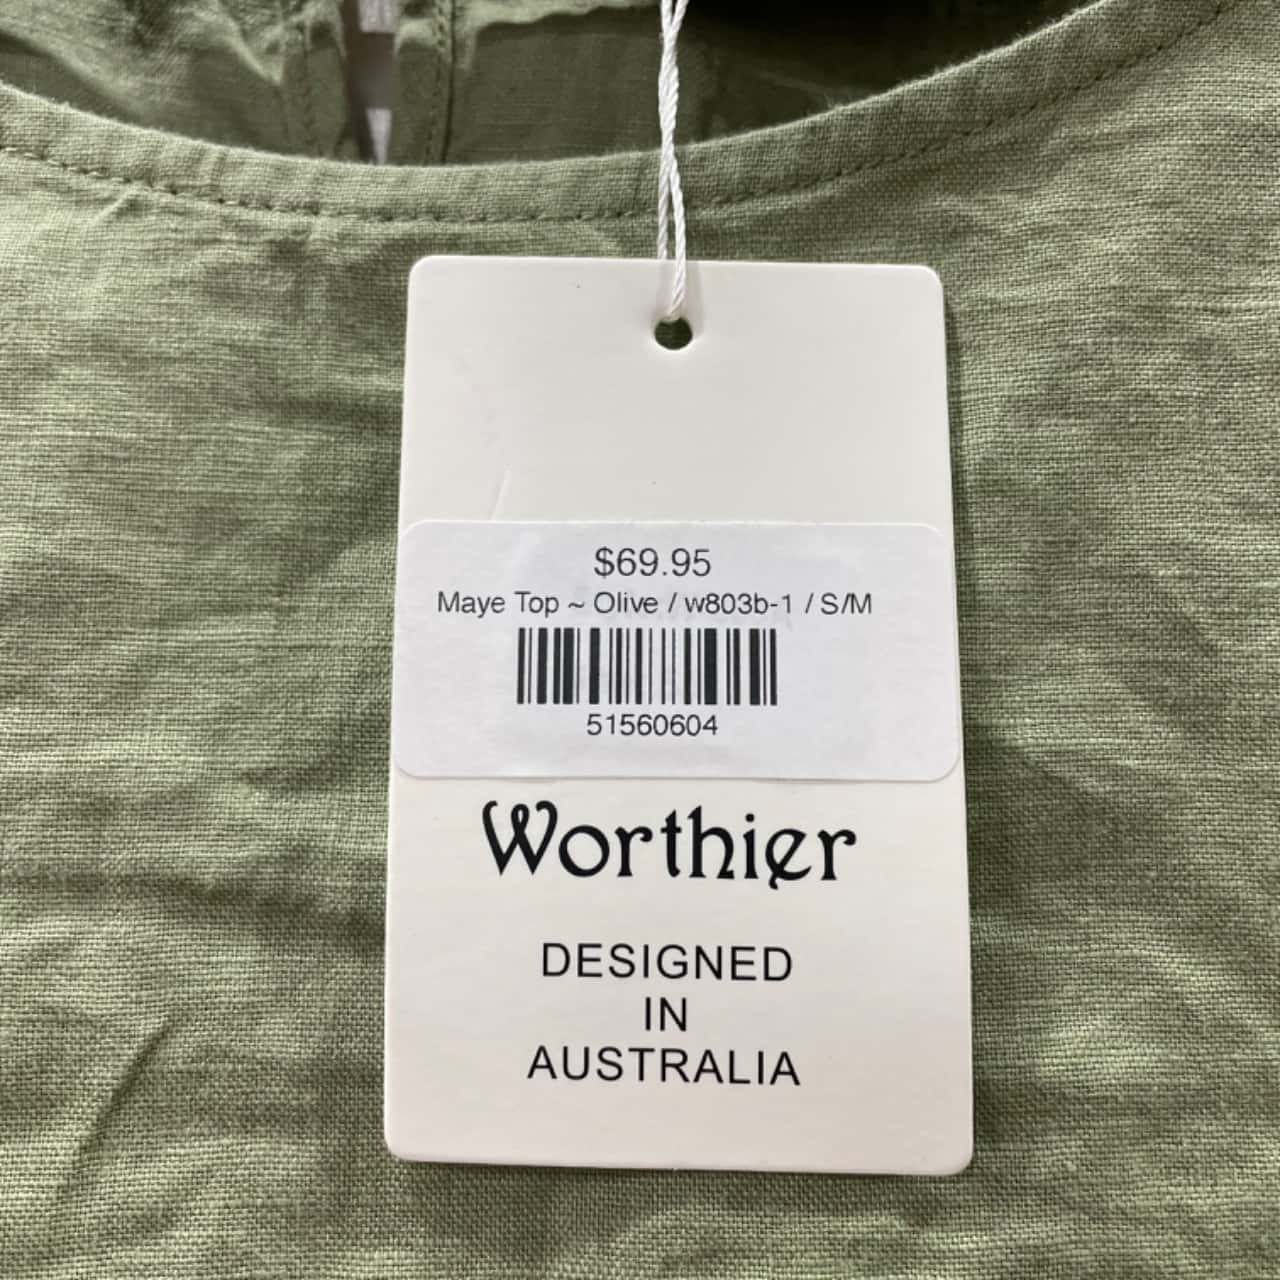 $69.95
Maye Top ~ Olive / w803b-1 / S/M
51560604
Worthier
DESIGNED
IN
AUSTRALIA